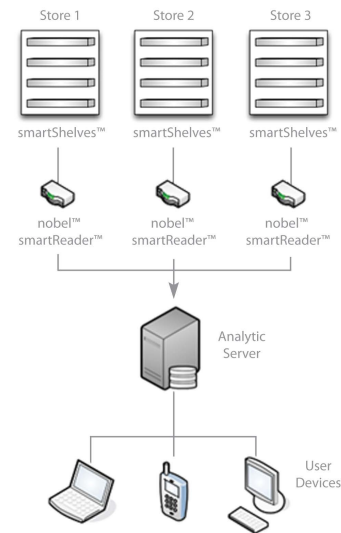 Store 1
Store 2
Store 3
smartShelves™
smartShelves™
smartShelves™
nobel™
smartReader™
nobel™
smartReader™
nobel™
smartReader™
Analytic
Server
User
Devices